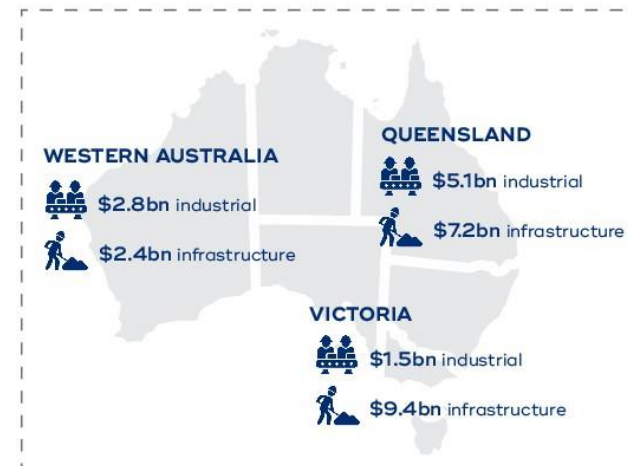 WESTERN AUSTRALIA
$2.8bn industrial
$2.4bn infrastructure
QUEENSLAND
$5.1bn industrial
$7.2bn infrastructure
VICTORIA
$1.5bn industrial
$9.4bn infrastructure